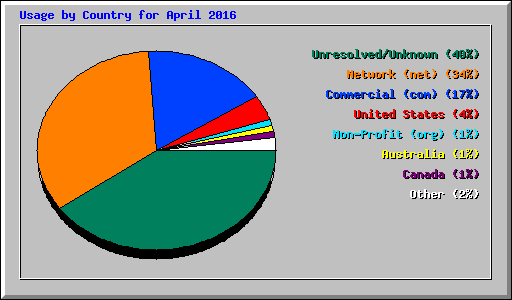 Usage by Country for April 2016
Unresolved/Unknown (40%)
Network (net) (34%)
Commercial (com) (17%)
United States (4%)
Non-Profit (org) (1%)
Australia (1%)
Canada (1%)
Other (2%)